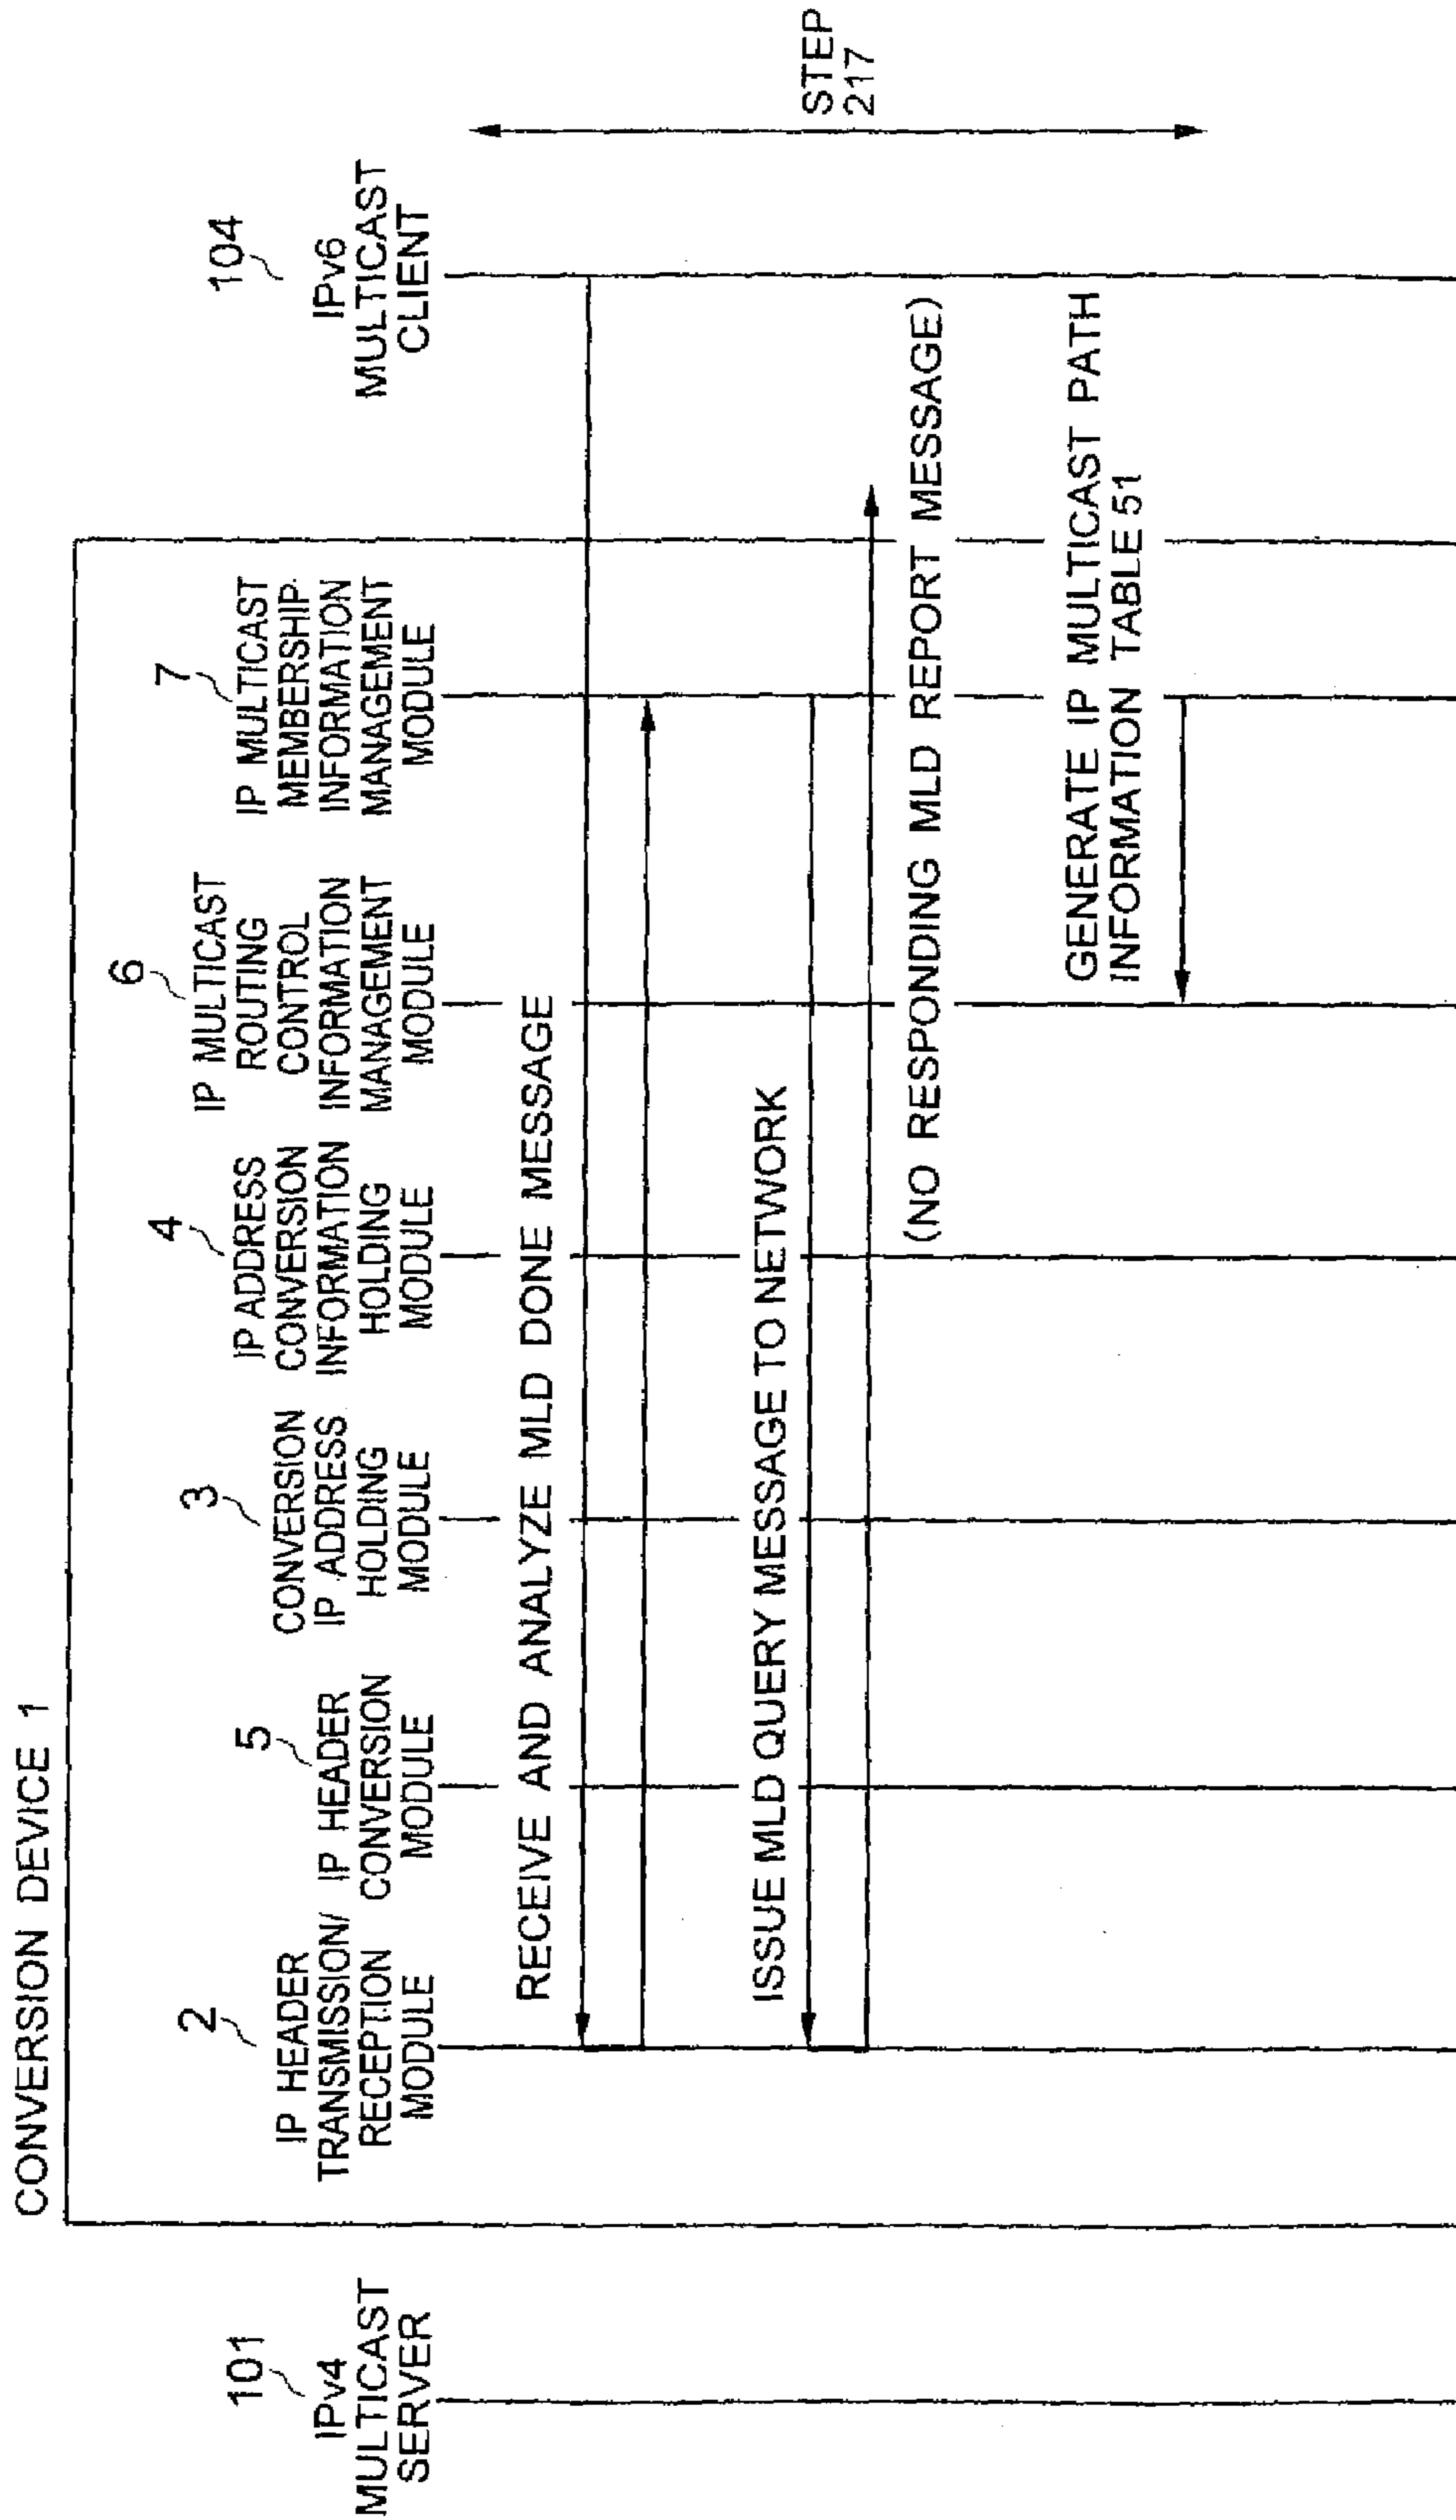 CONVERSION DEVICE 1
101
IPv4
MULTICAST
SERVER
2
IP HEADER
TRANSMISSION/
RECEPTION
MODULE
5
IP HEADER
CONVERSION
MODULE
3
CONVERSION
IP ADDRESS
HOLDING
MODULE
4
IP ADDRESS
CONVERSION
INFORMATION
HOLDING
MODULE
6
IP MULTICAST
ROUTING
CONTROL
INFORMATION
MANAGEMENT
MODULE
7
IP MULTICAST
MEMBERSHIP
INFORMATION
MANAGEMENT
MODULE
104
IPv6
MULTICAST
CLIENT
RECEIVE AND ANALYZE MLD DONE MESSAGE
ISSUE MLD QUERY MESSAGE TO NETWORK
(NO RESPONDING MLD REPORT MESSAGE)
GENERATE IP MULTICAST PATH
INFORMATION TABLE 51
STEP
217